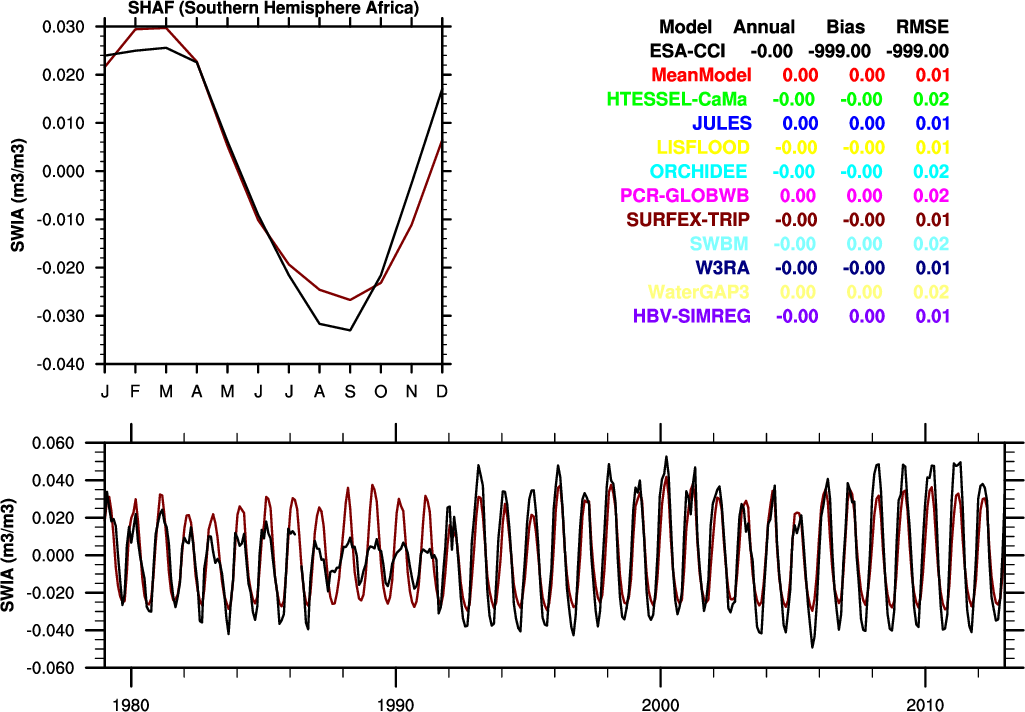 SHAF (Southern Hemisphere Africa)
0.030
0.020
0.010
0.000
-0.010
-0.020
-0.030
-0.040
SWIA (m3/m3)
J F M A M J J A S O N D
Model Annual Bias RMSE
ESA-CCI -0.00 -999.00 -999.00
MeanModel 0.00 0.00 0.01
HTESSEL-CaMa -0.00 -0.00 0.02
JULES 0.00 0.00 0.01
LISFLOOD -0.00 -0.00 0.01
ORCHIDEE -0.00 -0.00 0.02
PCR-GLOBWB 0.00 0.00 0.02
SURFEX-TRIP -0.00 -0.00 0.01
SWBM -0.00 0.00 0.02
W3RA -0.00 -0.00 0.01
WaterGAP3 0.00 0.00 0.02
HBV-SIMREG -0.00 0.00 0.01
0.060
0.040
0.020
0.000
-0.020
-0.040
-0.060
SWIA (m3/m3)
1980 1990 2000 2010